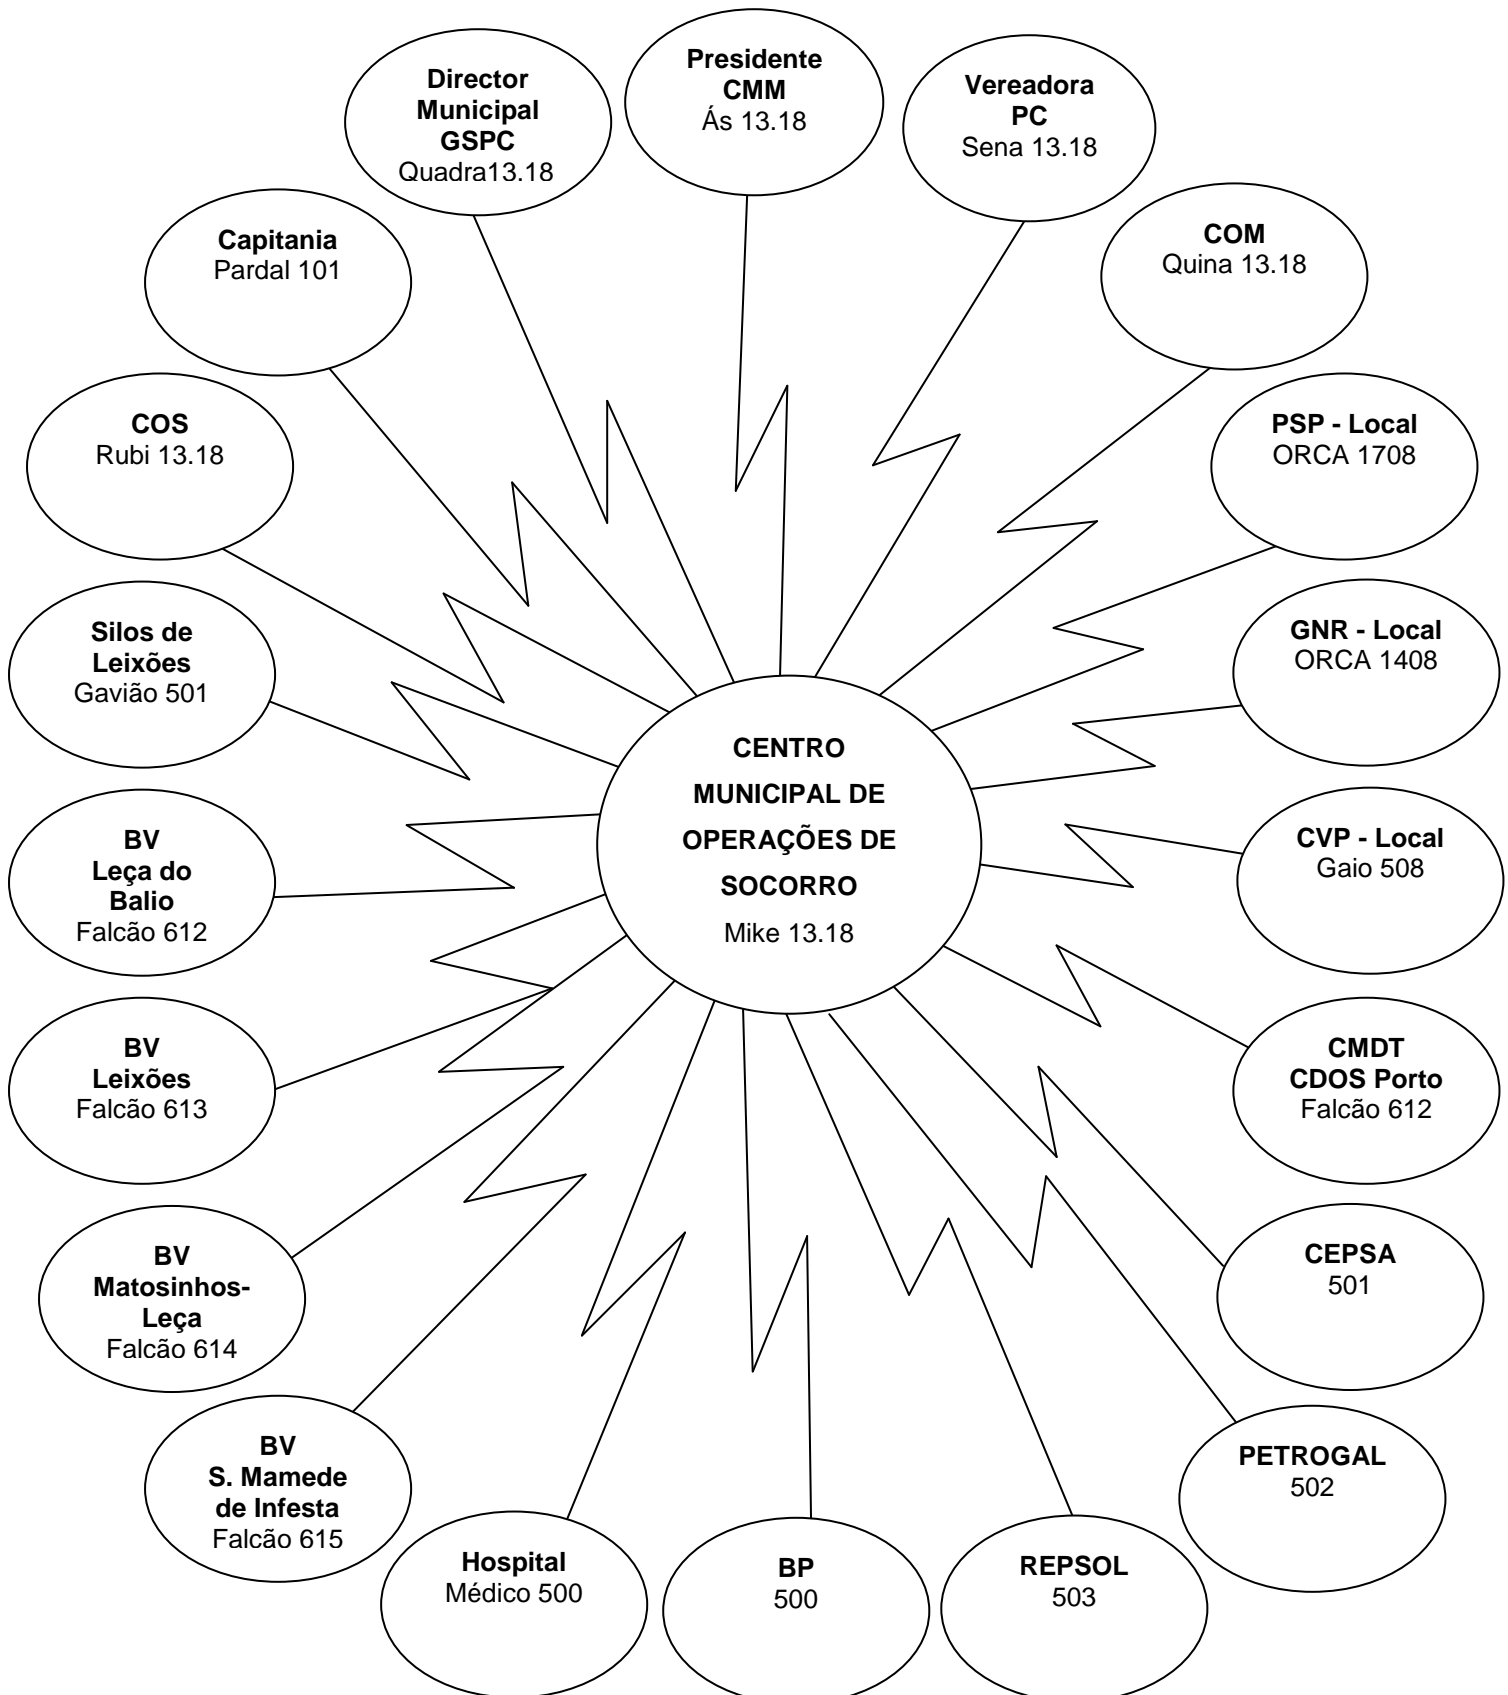 Presidente
CMM
Ás 13.18
Director
Municipal
GSPC
Quadra13.18
Vereadora
PC
Sena 13.18
Capitania
Pardal 101
COM
Quina 13.18
COS
Rubi 13.18
PSP - Local
ORCA 1708
Silos de
Leixões
Gavião 501
GNR - Local
ORCA 1408
CENTRO
MUNICIPAL DE
OPERAÇÕES DE
SOCORRO
Mike 13.18
BV
Leça do
Balio
Falcão 612
CVP - Local
Gaio 508
BV
Leixões
Falcão 613
CMDT
CDOS Porto
Falcão 612
BV
Matosinhos-
Leça
Falcão 614
CEPSA
501
BV
S. Mamede
de Infesta
Falcão 615
PETROGAL
502
Hospital
Médico 500
BP
500
REPSOL
503